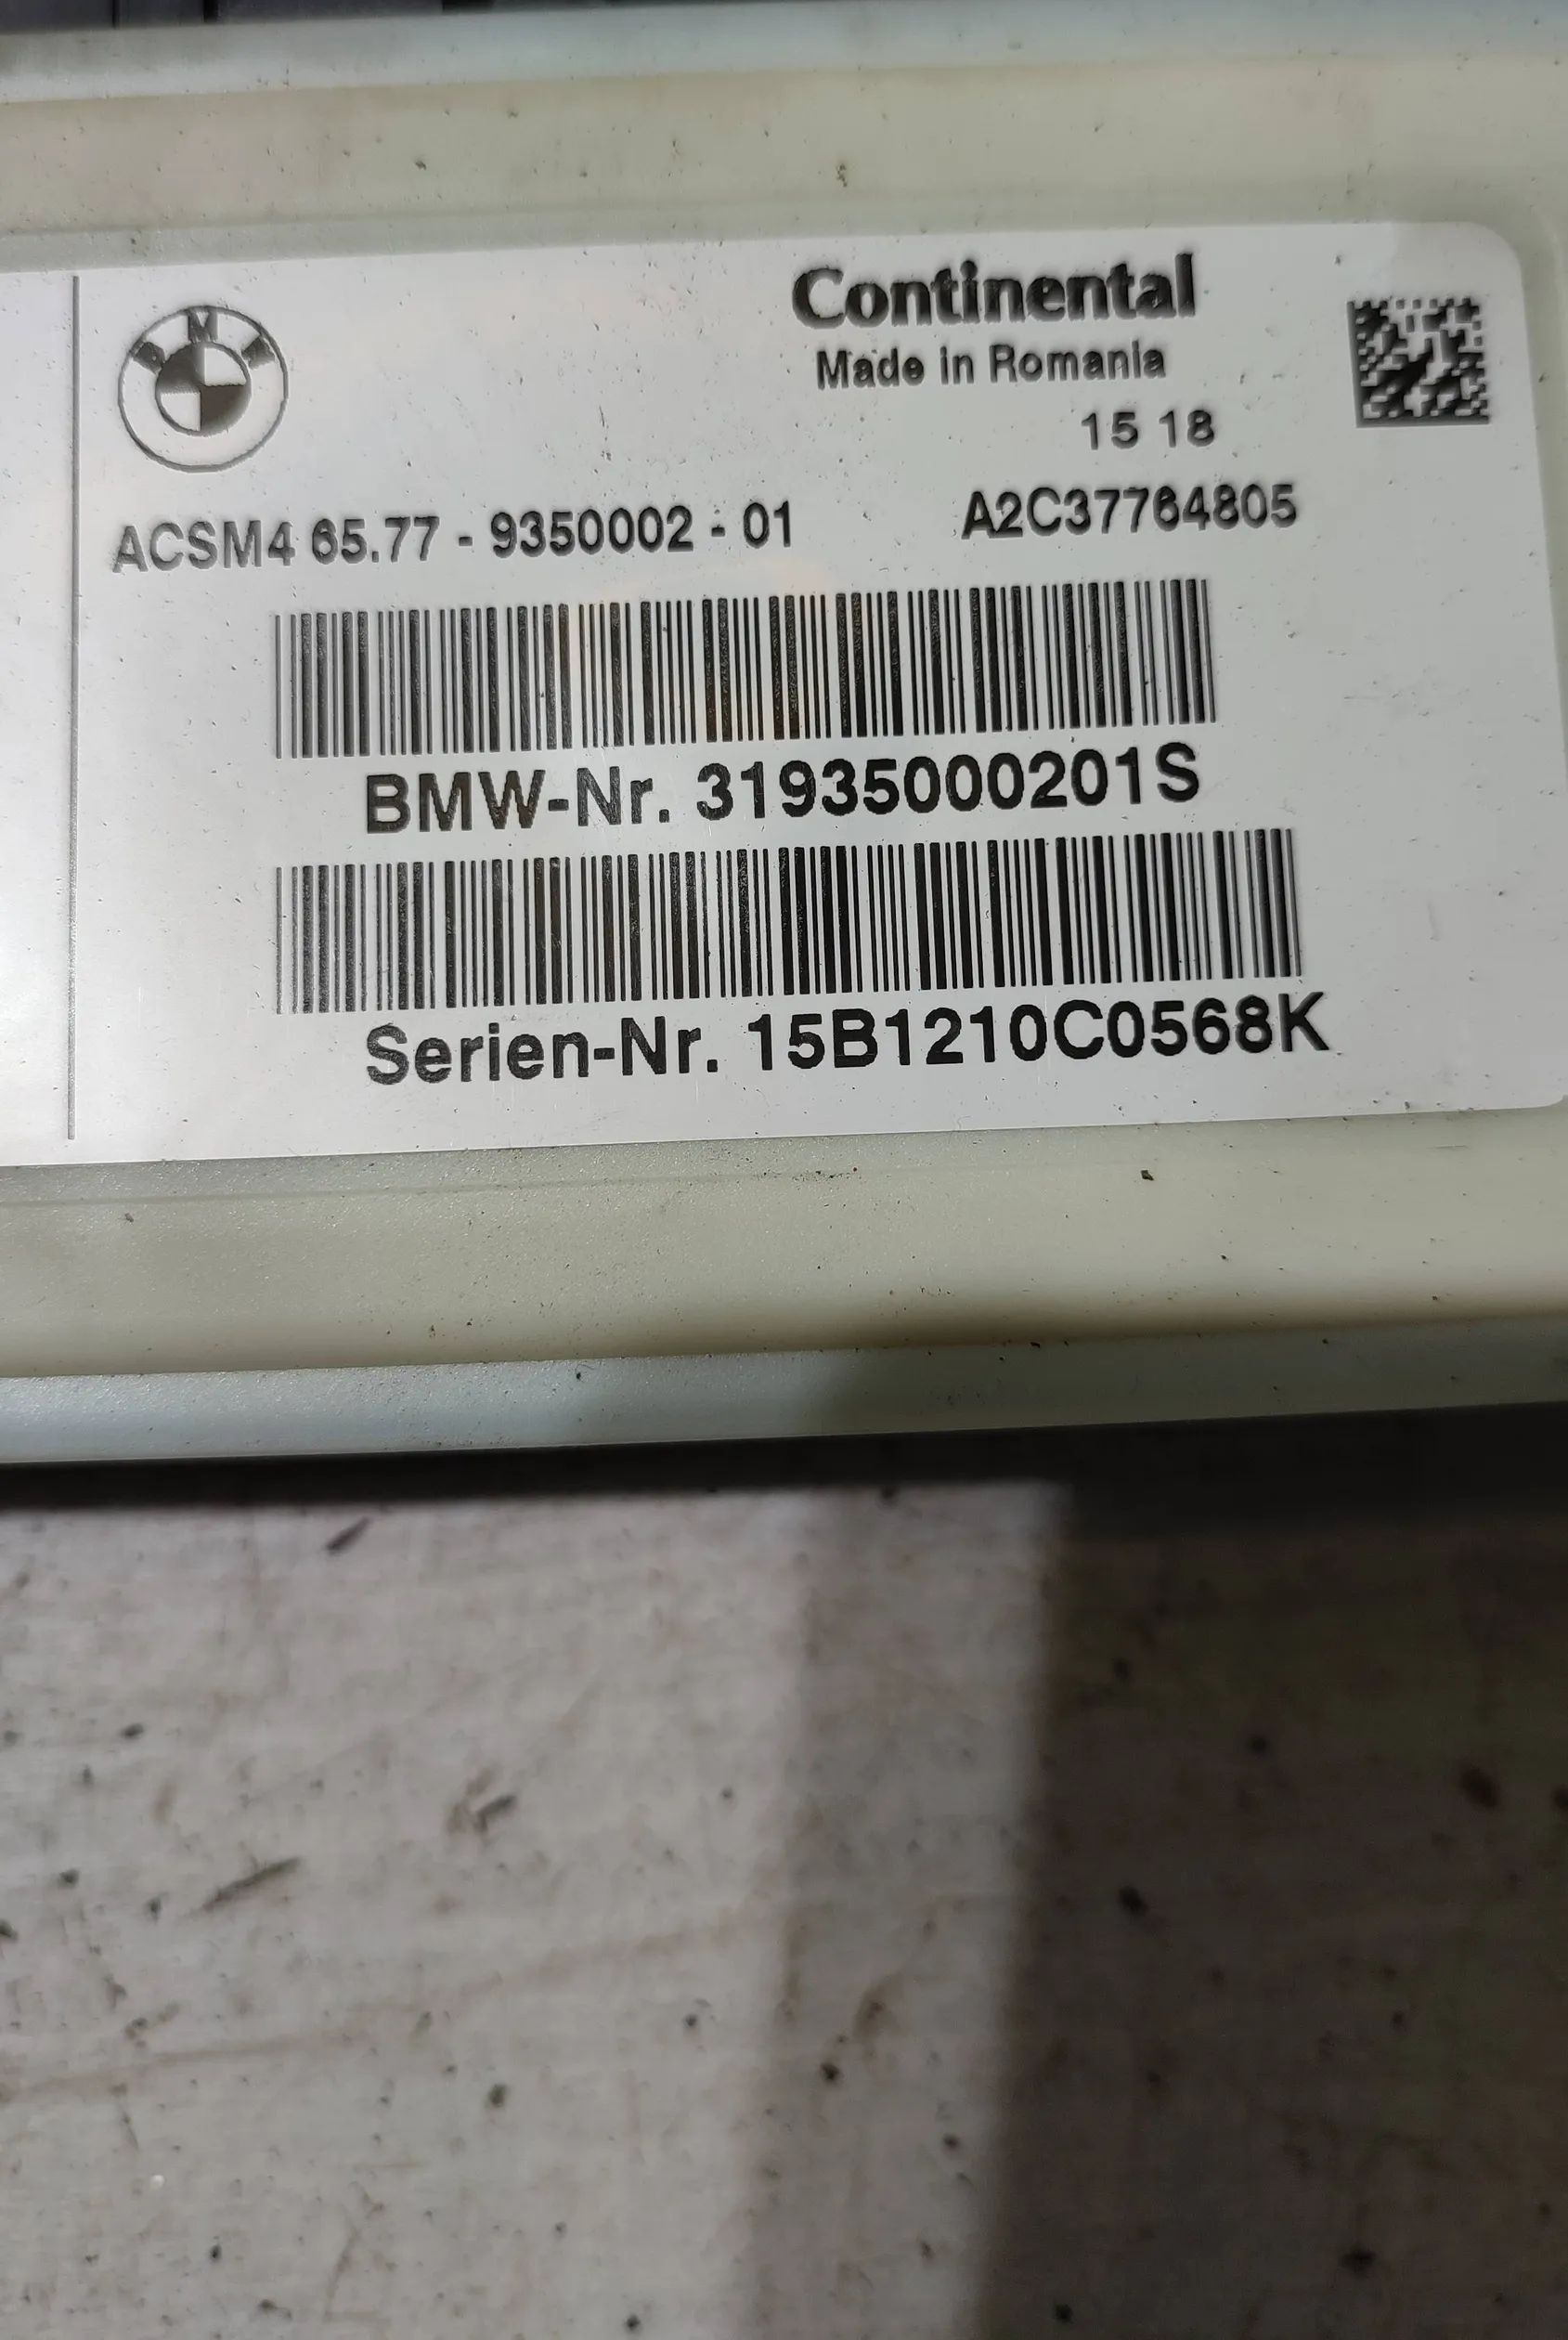 BMW
Continental
Made in Romania
15 18
ACSM4 65.77 - 9350002 - 01 A2C37764805
BMW-Nr. 31935000201S
Serien-Nr. 15B1210C0568K